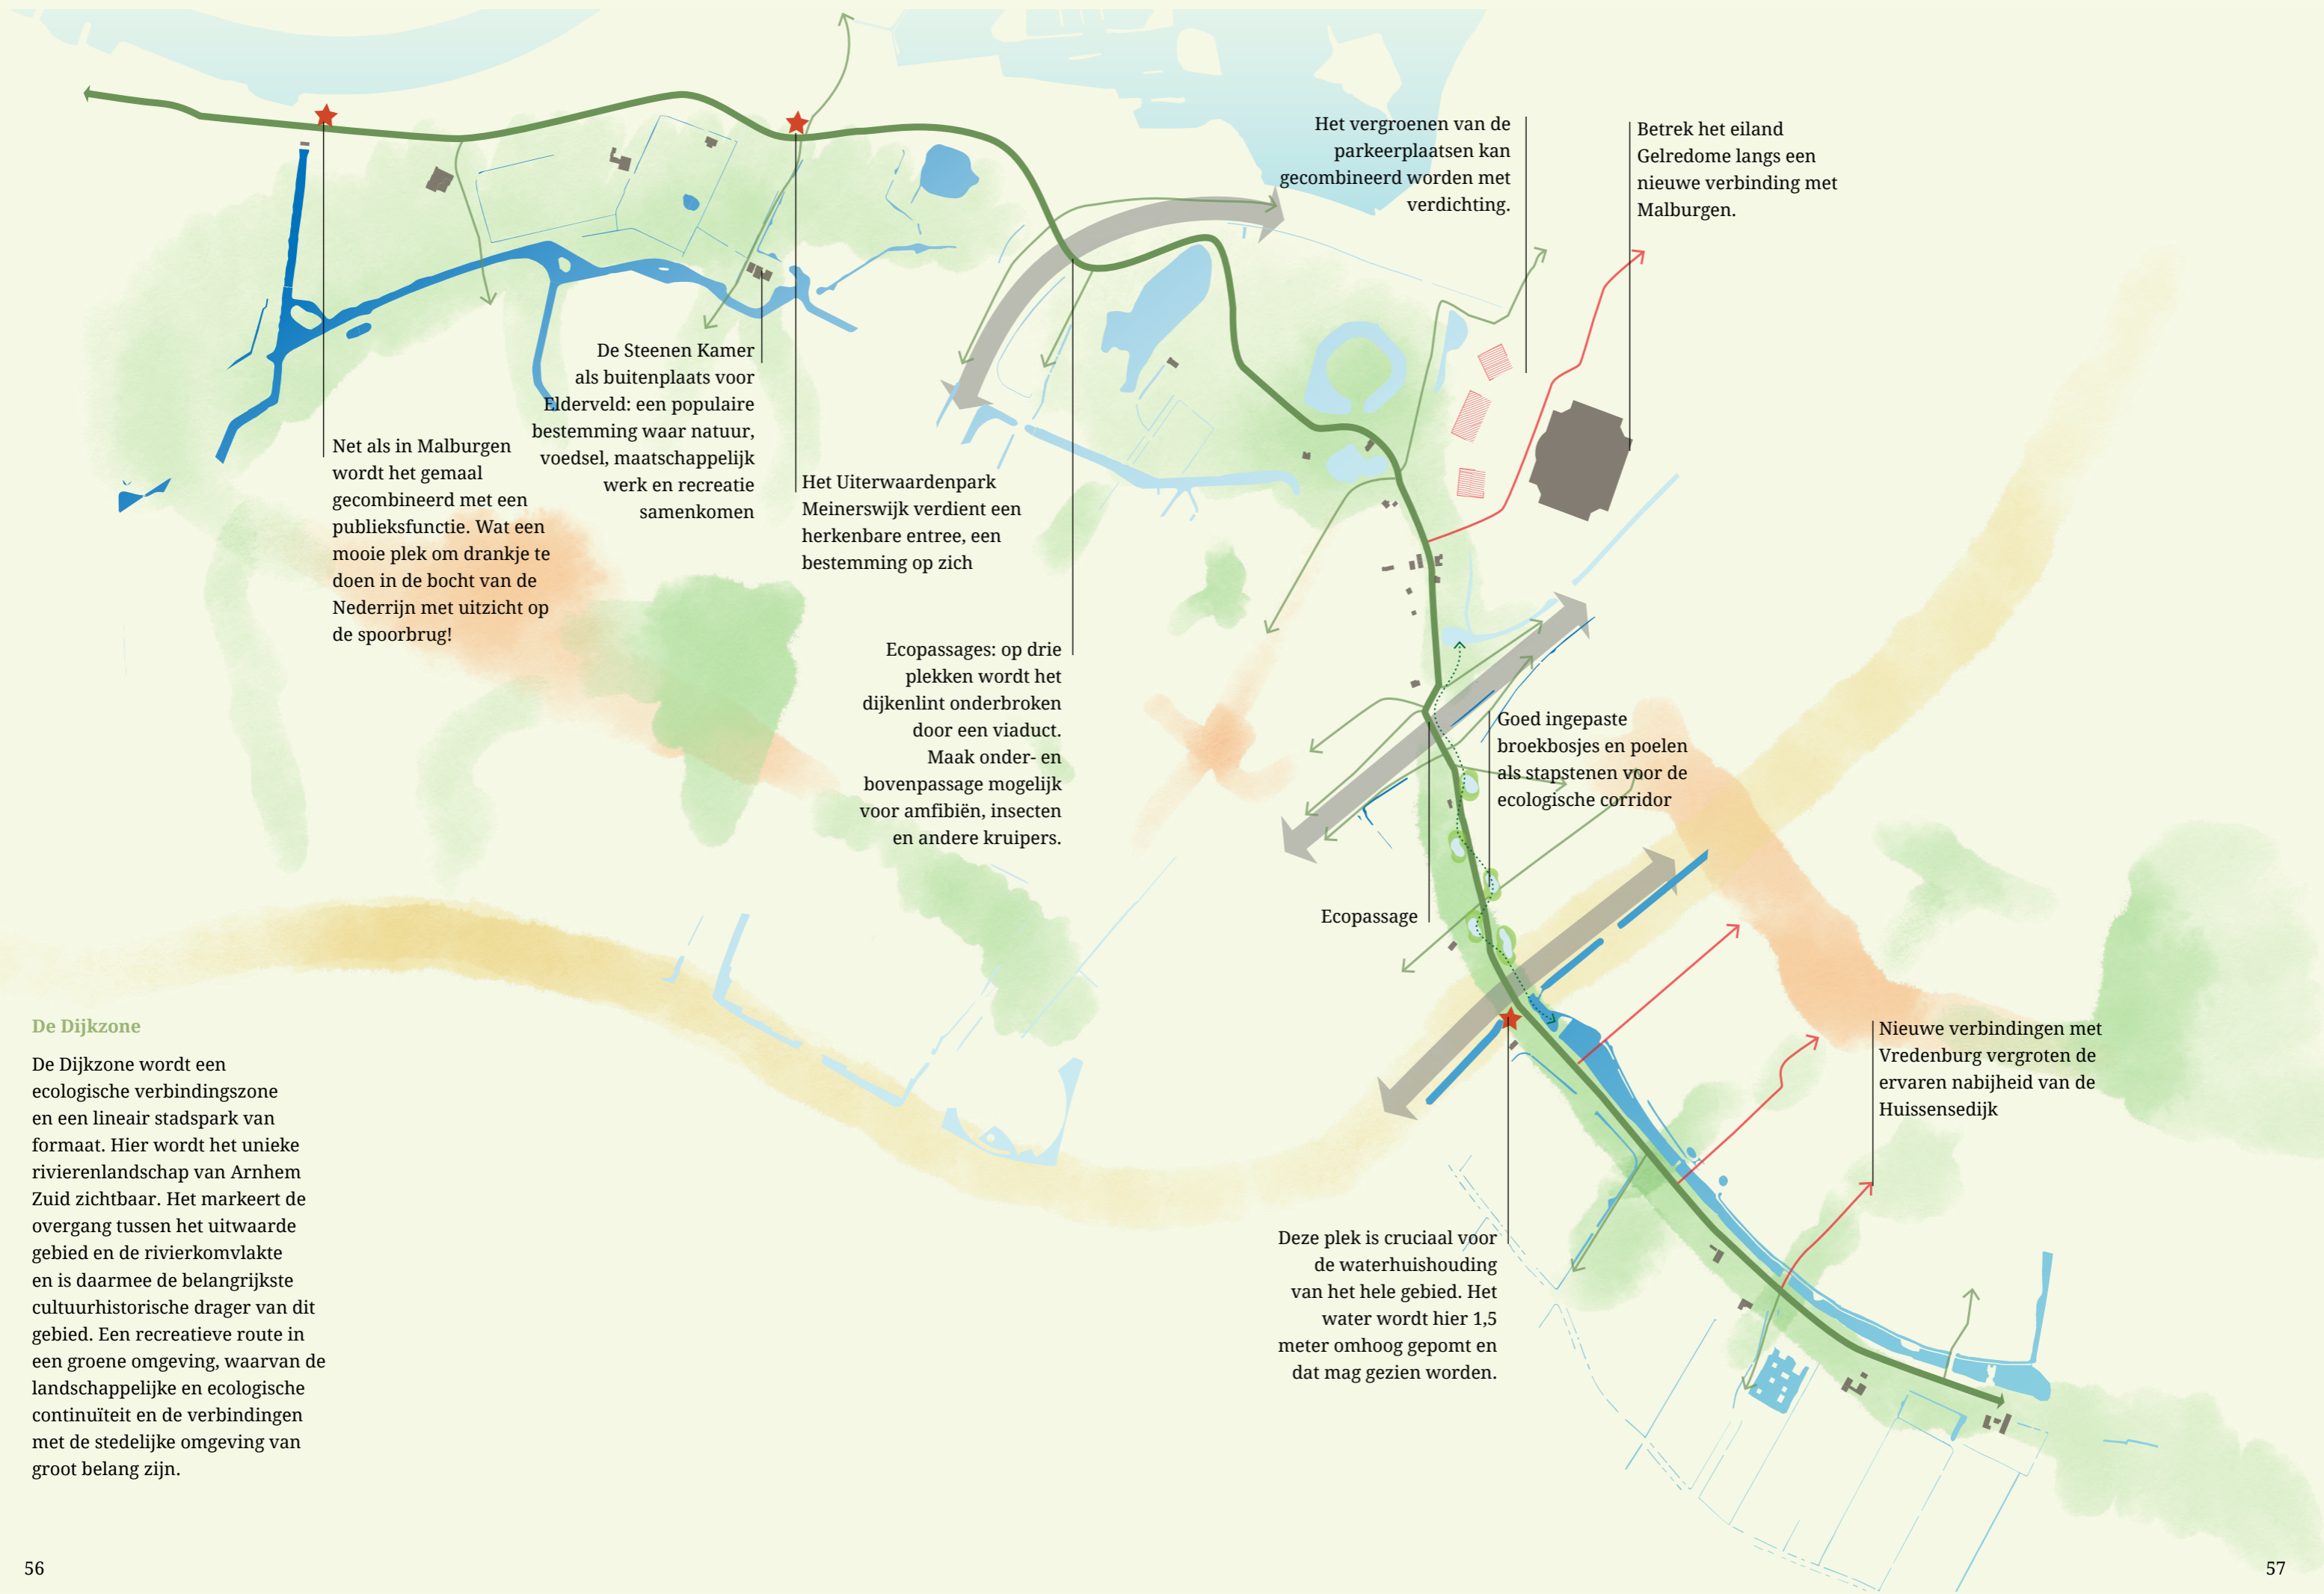 Het vergroenen van de
parkeerplaatsen kan
gecombineerd worden met
verdichting.
Betrek het eiland
Gelredome langs een
nieuwe verbinding met
Malburgen.
De Steenen Kamer
als buitenplaats voor
Elderveld: een populaire
bestemming waar natuur,
voedsel, maatschappelijk
werk en recreatie
samenkomen
Net als in Malburgen
wordt het gemaal
gecombineerd met een
publieksfunctie. Wat een
mooie plek om drankje te
doen in de bocht van de
Nederrijn met uitzicht op
de spoorbrug!
Het Uiterwaardenpark
Meinerswijk verdient een
herkenbare entree, een
bestemming op zich
Ecopassages: op drie
plekken wordt het
dijkenlint onderbroken
door een viaduct.
Maak onder- en
bovenpassage mogelijk
voor amfibiën, insecten
en andere kruipers.
Goed ingepaste
broekbosjes en poelen
als stapstenen voor de
ecologische corridor
Ecopassage
De Dijkzone
De Dijkzone wordt een
ecologische verbindingszone
en een lineair stadspark van
formaat. Hier wordt het unieke
rivierenlandschap van Arnhem
Zuid zichtbaar. Het markeert de
overgang tussen het uitwaarde
gebied en de rivierkomvlakte
en is daarmee de belangrijkste
cultuurhistorische drager van dit
gebied. Een recreatieve route in
een groene omgeving, waarvan de
landschappelijke en ecologische
continuïteit en de verbindingen
met de stedelijke omgeving van
groot belang zijn.
Nieuwe verbindingen met
Vredenburg vergroten de
ervaren nabijheid van de
Huissensedijk
Deze plek is cruciaal voor
de waterhuishouding
van het hele gebied. Het
water wordt hier 1,5
meter omhoog gepomt en
dat mag gezien worden.
56
57